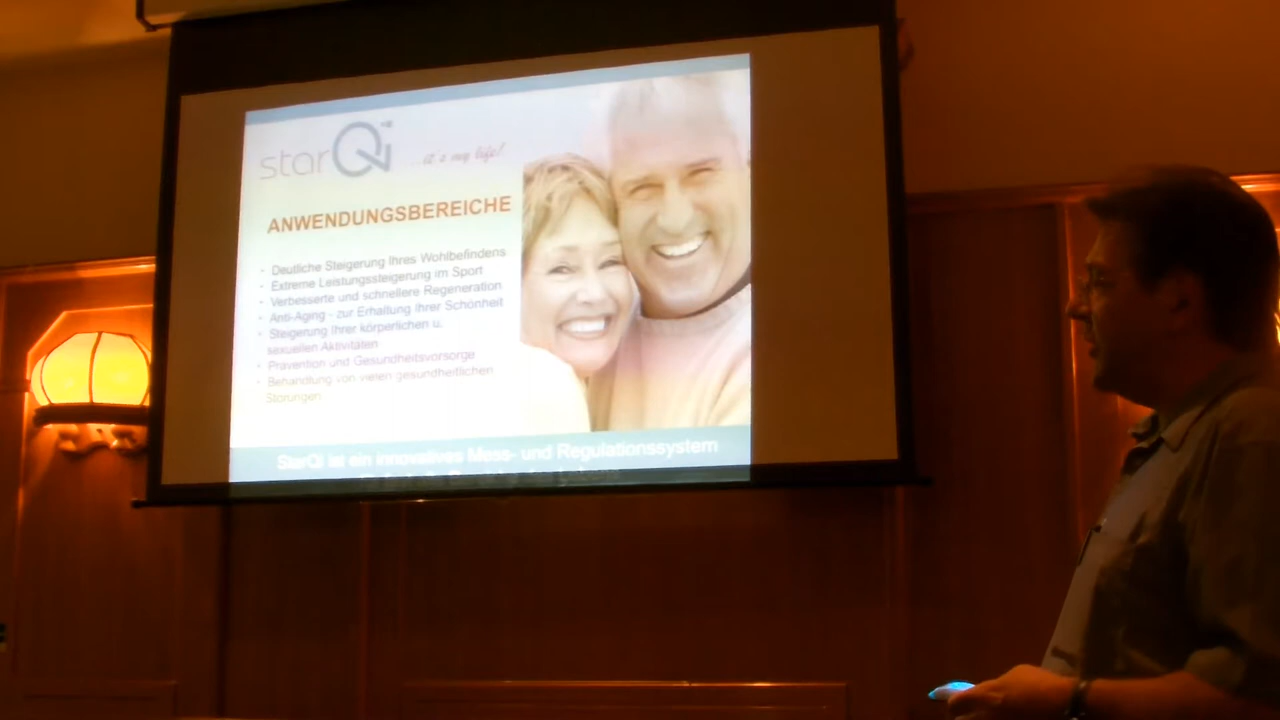 starQi
...it's my life!
ANWENDUNGSBEREICHE
· Deutliche Steigerung Ihres Wohlbefindens
· Extreme Leistungssteigerung im Sport
· Verbesserte und schnellere Regeneration
· Anti-Aging - zur Erhaltung Ihrer Schönheit
· Steigerung Ihrer körperlichen u.
sexuellen Aktivitäten
· Prävention und Gesundheitsvorsorge
· Behandlung von vielen gesundheitlichen
Störungen
StarQi ist ein innovatives Mess- und Regulationssystem